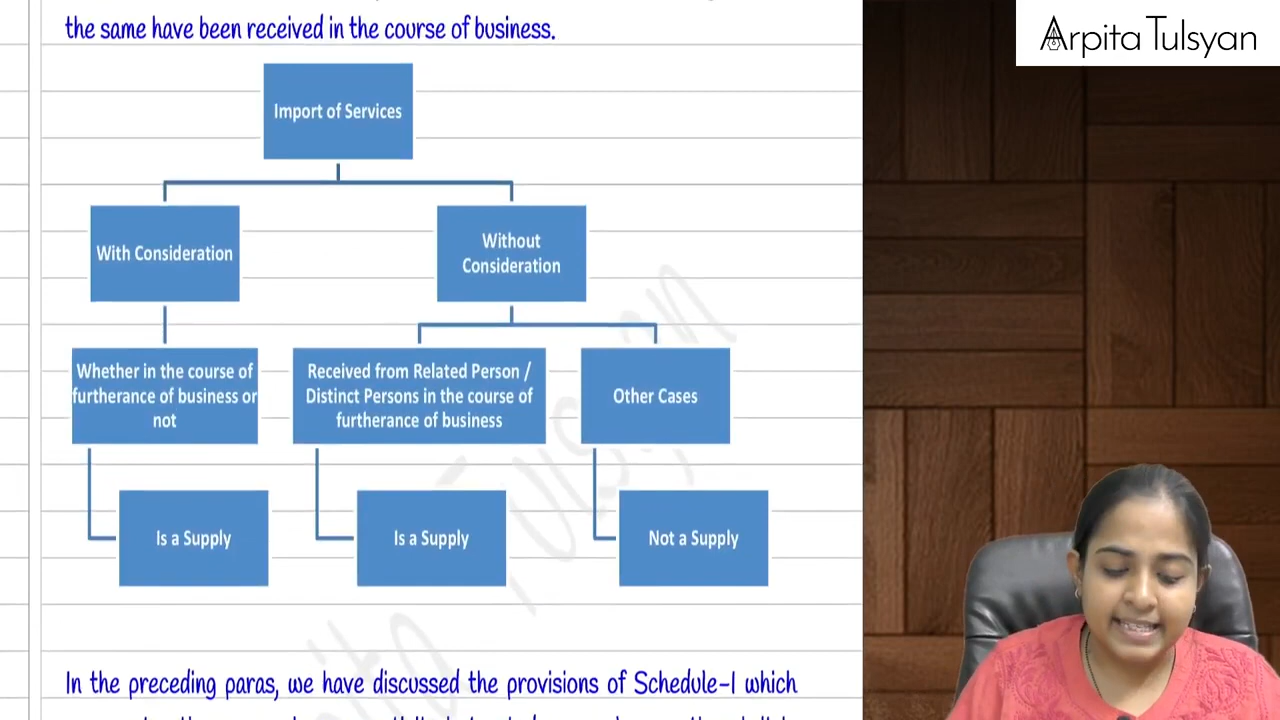 the same have been received in the course of business.
Arpita Tulsyan
Import of Services
With Consideration
Without
Consideration
Whether in the course of
furtherance of business or
not
Received from Related Person /
Distinct Persons in the course of
furtherance of business
Other Cases
Is a Supply
Is a Supply
Not a Supply
In the preceding paras, we have discussed the provisions of Schedule-I which